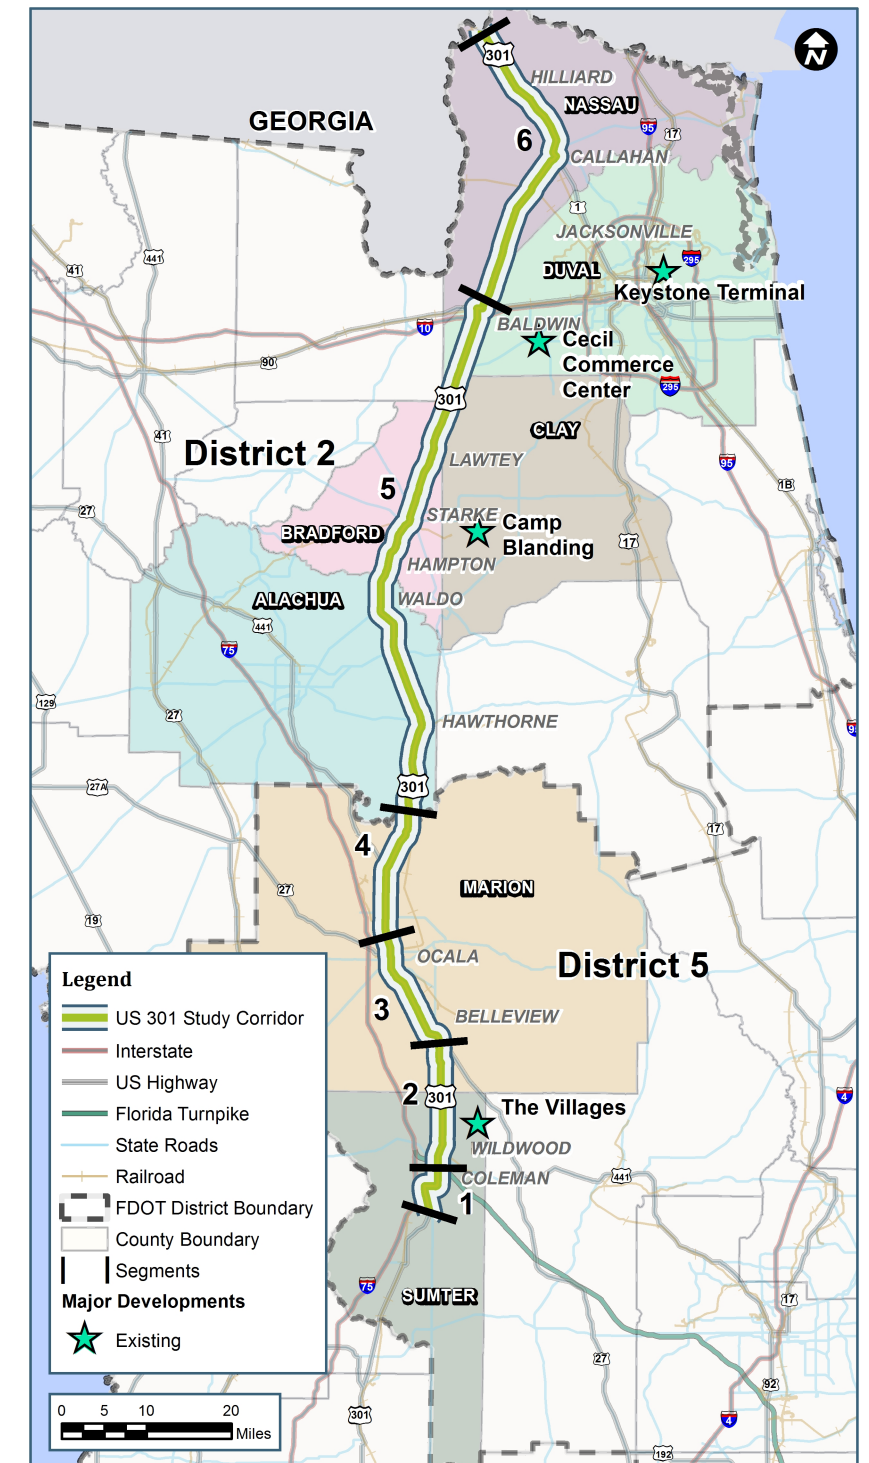 N
301
HILLIARD
NASSAU
GEORGIA
95
17
6
CALLAHAN
1
JACKSONVILLE
441
295
41
DUVAL
Keystone Terminal
10
BALDWIN
Cecil
Commerce
Center
90
295
301
CLAY
41
District 2
LAWTEY
95
5
1B
27
STARKE
Camp
Blanding
BRADFORD
17
HAMPTON
ALACHUA
WALDO
441
75
129
27
HAWTHORNE
95
301
27A
17
4
MARION
27
19
OCALA
District 5
Legend
US 301 Study Corridor
Interstate
US Highway
Florida Turnpike
State Roads
Railroad
FDOT District Boundary
County Boundary
Segments
Major Developments
Existing
3
BELLEVIEW
2
301
4
The Villages
WILDWOOD
COLEMAN
441
1
75
SUMTER
17
27
92
301
4
192
0 5 10 20
Miles